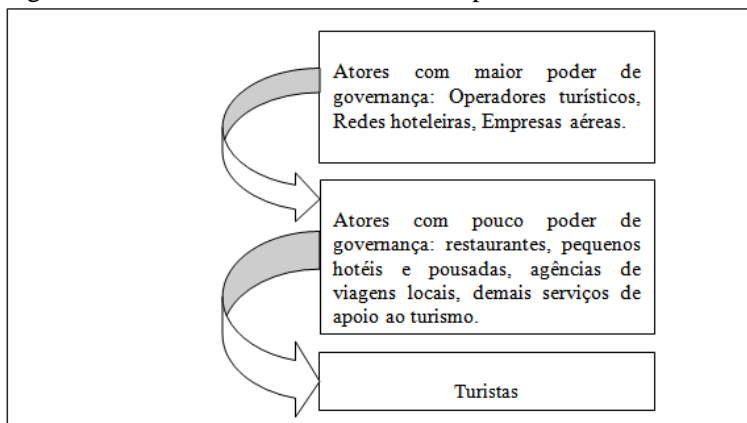 Atores com maior poder de
governança: Operadores turísticos,
Redes hoteleiras, Empresas aéreas.
Atores com pouco poder de
governança: restaurantes, pequenos
hotéis e pousadas, agências de
viagens locais, demais serviços de
apoio ao turismo.
Turistas